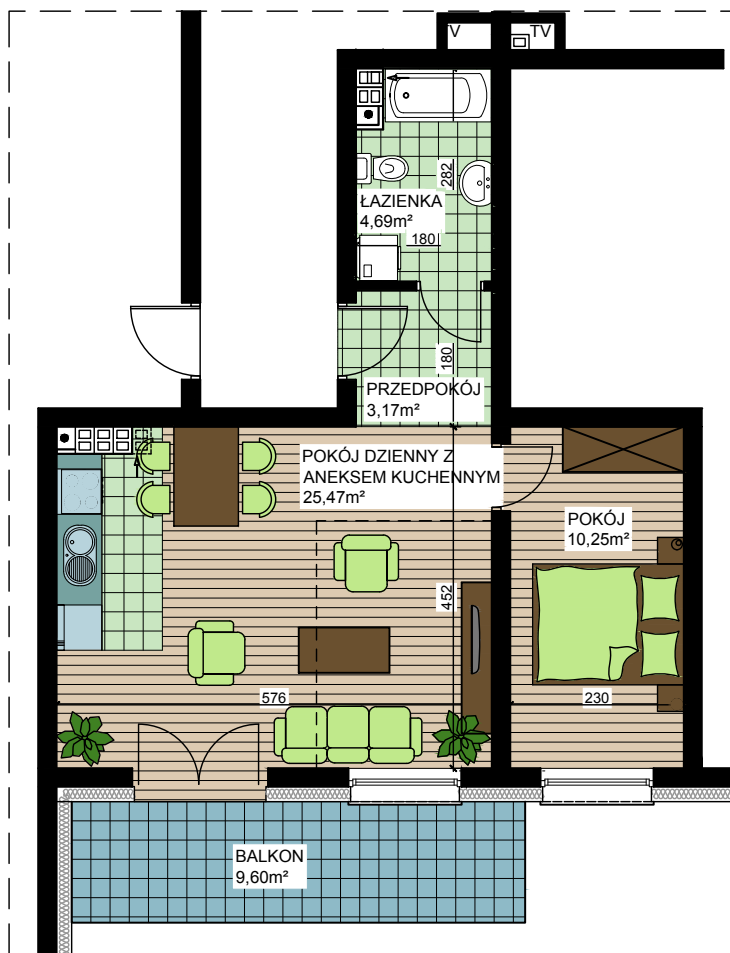 V
TV
282
ŁAZIENKA
4,69m²
180
180
PRZEDPOKÓJ
3,17m²
POKÓJ DZIENNY Z
ANEKSEM KUCHENNYM
25,47m²
POKÓJ
10,25m²
452
576
230
BALKON
9,60m²